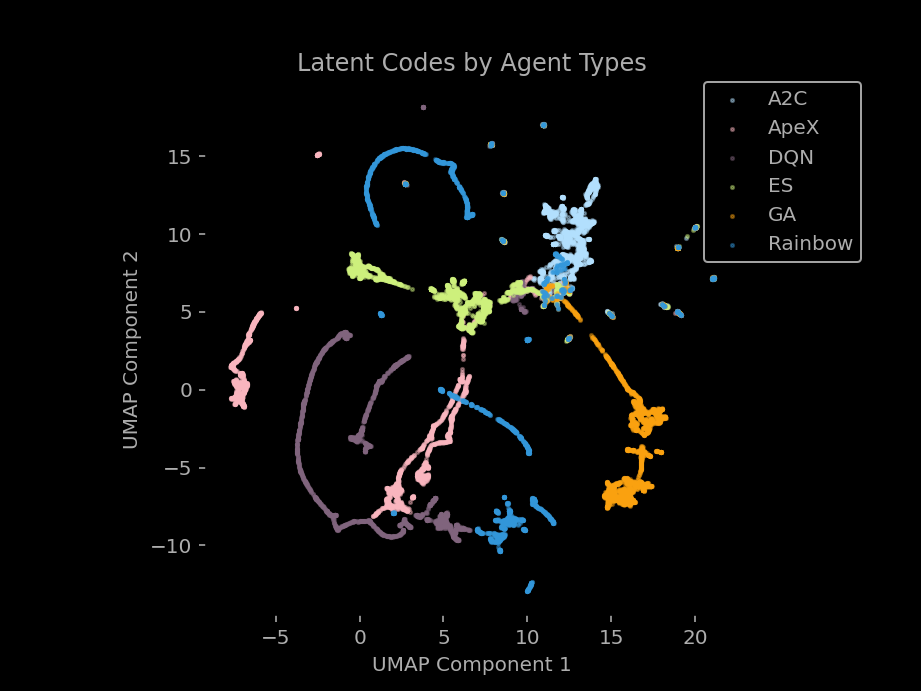 Latent Codes by Agent Types
A2C
ApeX
DQN
ES
GA
Rainbow
15
10
5
0
−5
−10
UMAP Component 2
−5
0
5
10
15
20
UMAP Component 1